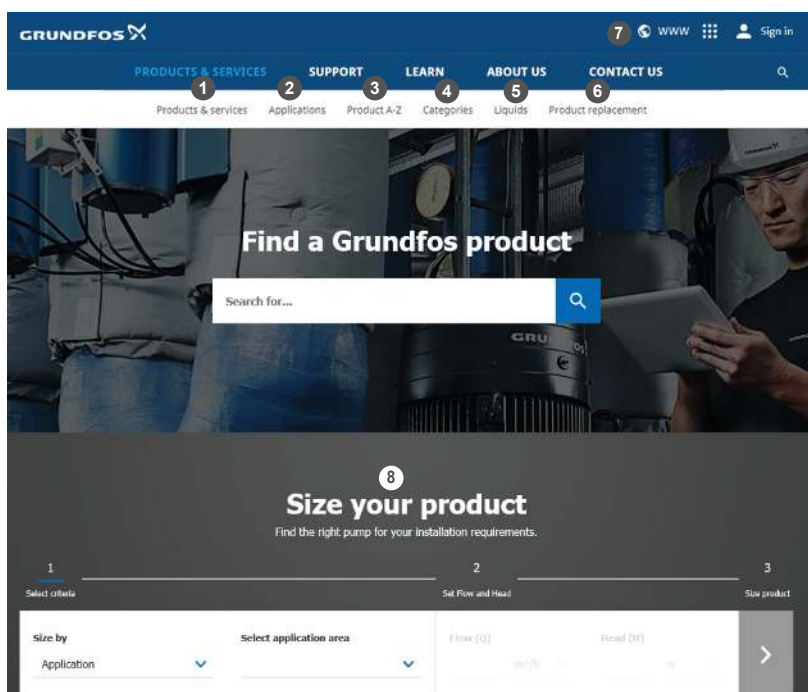 GRUNDFOS
7 WWW Sign in
PRODUCTS & SERVICES SUPPORT LEARN ABOUT US CONTACT US
1 2 3 4 5 6
Products & services Applications Product A-Z Categories Liquids Product replacement
GRUNDFOS
Find a Grundfos product
Search for...
GRUNDFOS
8
Size your product
Find the right pump for your installation requirements.
1 2 3
Select criteria Set Flow and Head Size product
Size by Select application area Flow (Q) Head (H)
Application m³/h m